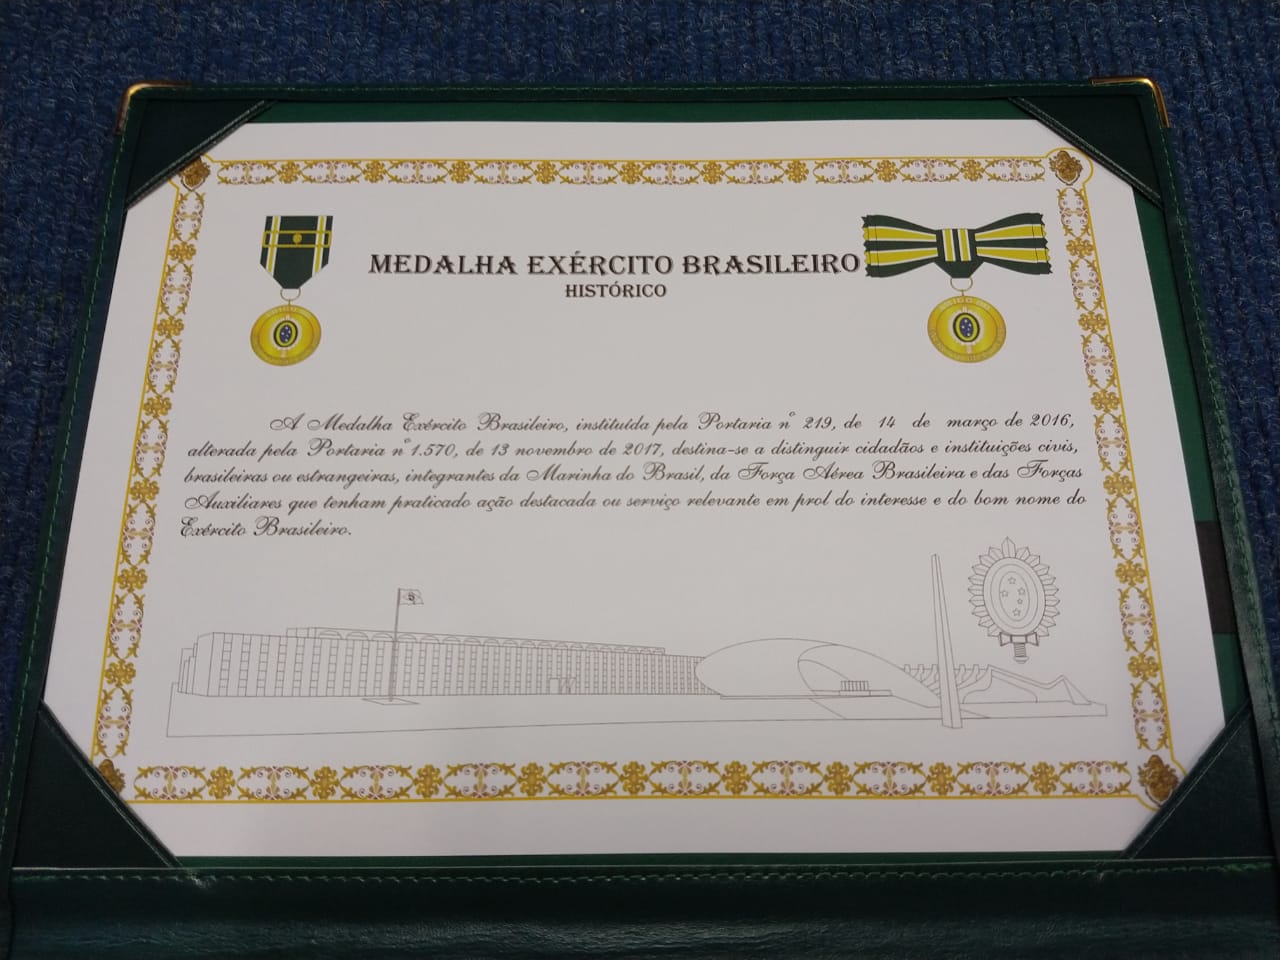 MEDALHA EXÉRCITO BRASILEIRO
HISTÓRICO
A Medalha Exército Brasileiro, instituída pela Portaria nº 219, de 14 de março de 2016,
alterada pela Portaria nº 1.570, de 13 novembro de 2017, destina-se a distinguir cidadãos e instituições civis,
brasileiras ou estrangeiras, integrantes da Marinha do Brasil, da Força Aérea Brasileira e das Forças
Auxiliares que tenham praticado ação destacada ou serviço relevante em prol do interesse e do bom nome do
Exército Brasileiro.